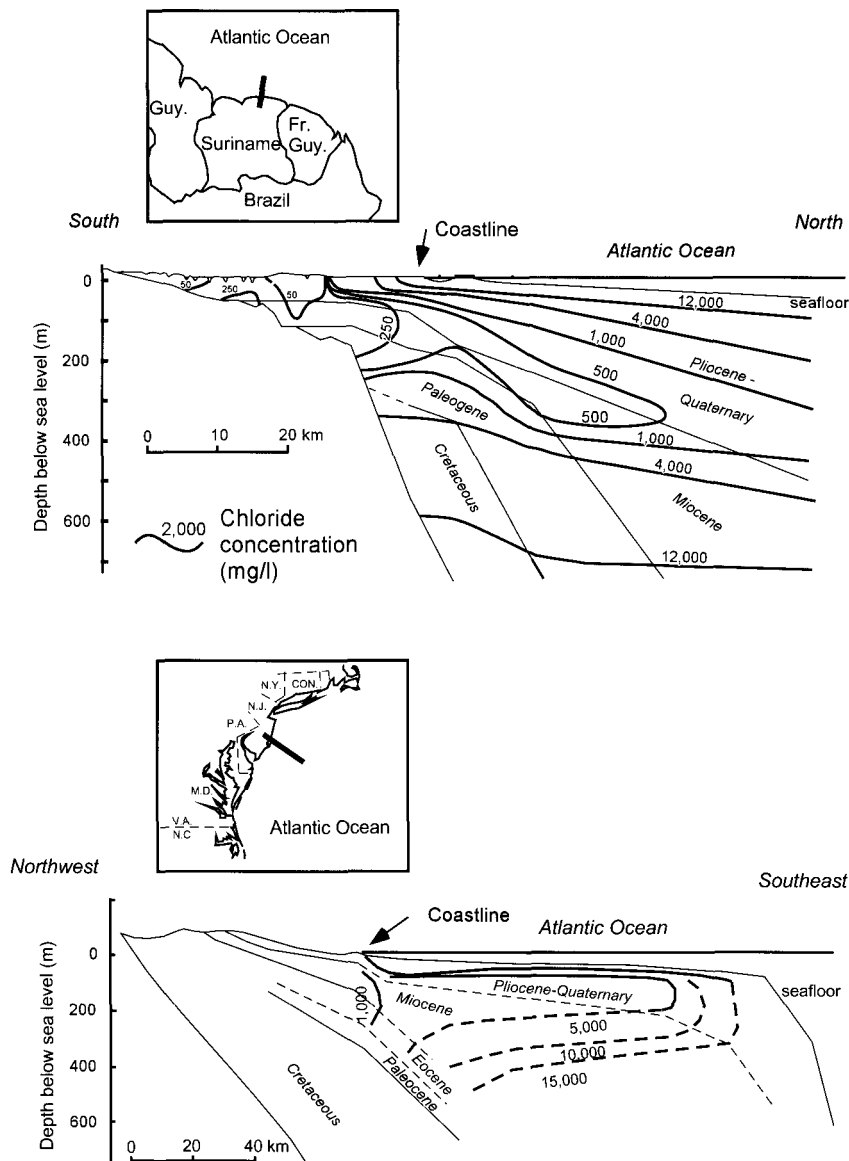 Atlantic Ocean
Guy.
Suriname
Fr.
Guy.
Brazil
South
Coastline
North
Atlantic Ocean
Depth below sea level (m)
0
200
400
600
50
250
50
250
12,000
seafloor
4,000
1,000
Pliocene -
Quaternary
500
500
Paleogene
1,000
4,000
Cretaceous
Miocene
12,000
0 10 20 km
2,000
Chloride
concentration
(mg/l)
N.Y.
CON.
N.J.
P.A.
M.D.
V.A.
N.C
Atlantic Ocean
Northwest
Southeast
Coastline
Atlantic Ocean
Depth below sea level (m)
0
200
400
600
seafloor
1,000
Miocene
Pliocene-Quaternary
5,000
10,000
15,000
Eocene
Paleocene
Cretaceous
0 20 40 km